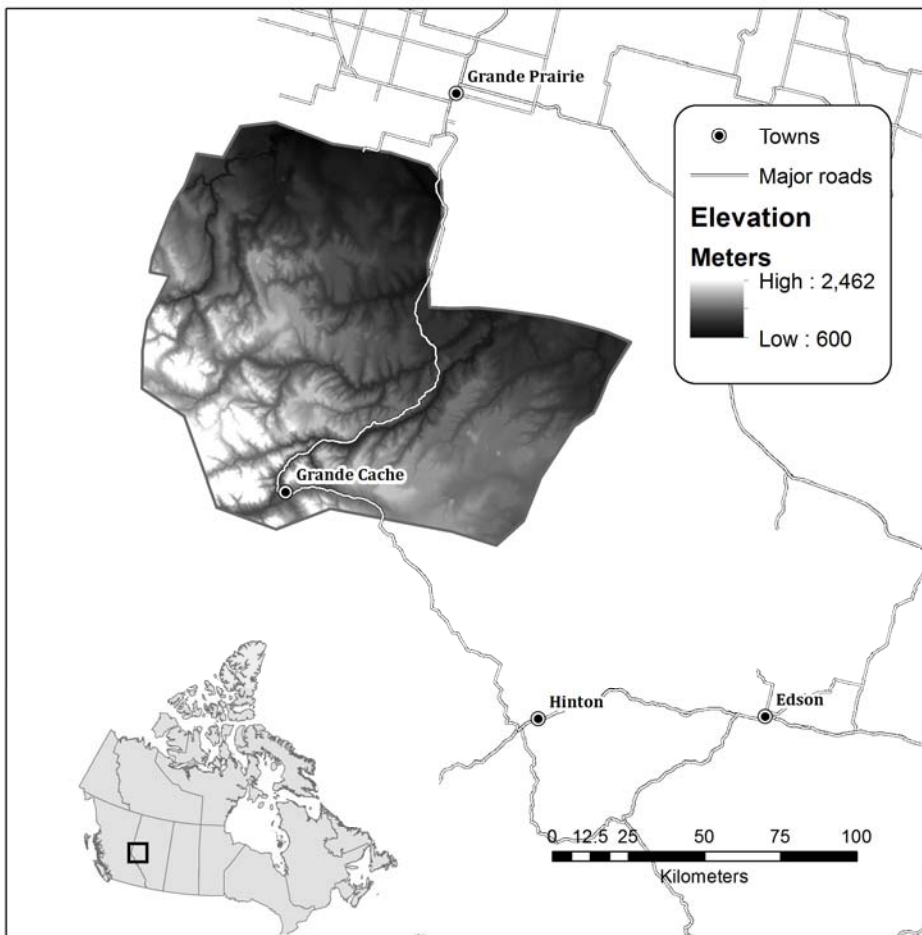 Grande Prairie
Towns
Major roads
Elevation
Meters
High : 2,462
Low : 600
Grande Cache
Hinton
Edson
0 12.5 25 50 75 100
Kilometers